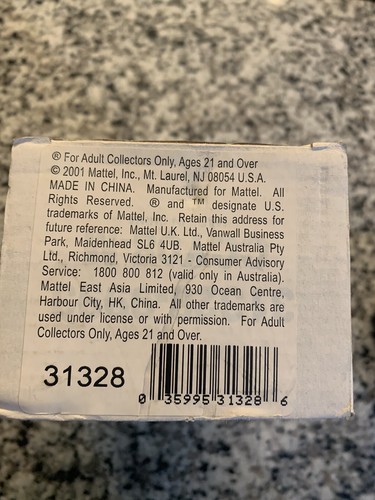 ® For Adult Collectors Only, Ages 21 and Over
© 2001 Mattel, Inc., Mt. Laurel, NJ 08054 U.S.A.
MADE IN CHINA. Manufactured for Mattel. All
Rights Reserved. ® and ™ designate U.S.
trademarks of Mattel, Inc. Retain this address for
future reference: Mattel U.K. Ltd., Vanwall Business
Park, Maidenhead SL6 4UB. Mattel Australia Pty
Ltd., Richmond, Victoria 3121 - Consumer Advisory
Service: 1800 800 812 (valid only in Australia).
Mattel East Asia Limited, 930 Ocean Centre,
Harbour City, HK, China. All other trademarks are
used under license or with permission. For Adult
Collectors Only, Ages 21 and Over.
31328
0 35995 31328 6